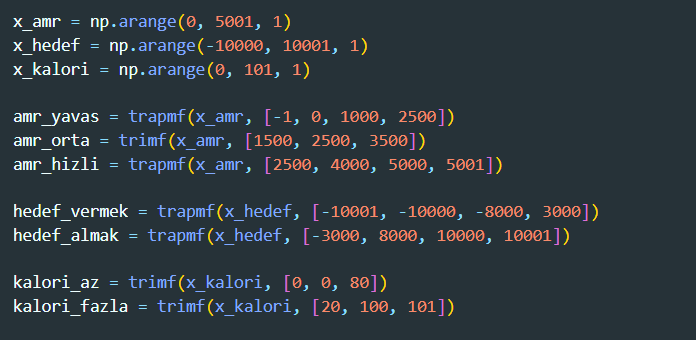 x_amr = np.arange(0, 5001, 1)
x_hedef = np.arange(-10000, 10001, 1)
x_kalori = np.arange(0, 101, 1)
amr_yavas = trapmf(x_amr, [-1, 0, 1000, 2500])
amr_orta = trimf(x_amr, [1500, 2500, 3500])
amr_hizli = trapmf(x_amr, [2500, 4000, 5000, 5001])
hedef_vermek = trapmf(x_hedef, [-10001, -10000, -8000, 3000])
hedef_almak = trapmf(x_hedef, [-3000, 8000, 10000, 10001])
kalori_az = trimf(x_kalori, [0, 0, 80])
kalori_fazla = trimf(x_kalori, [20, 100, 101])